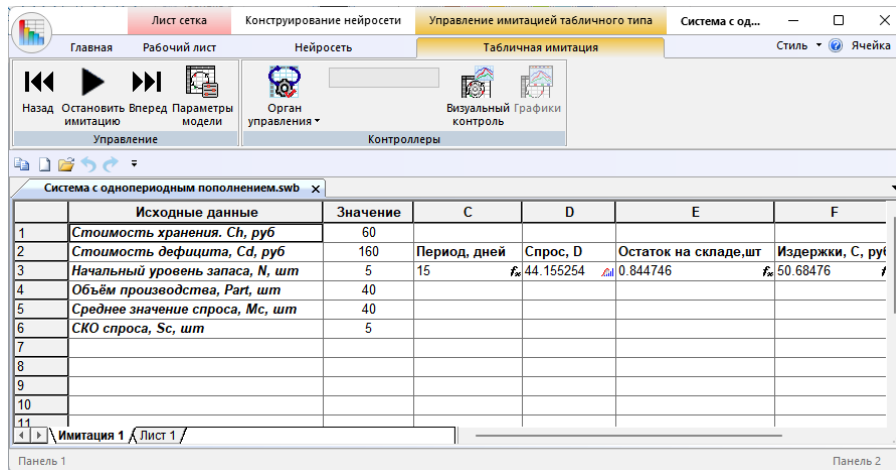 Лист сетка Конструирование нейросети Управление имитацией табличного типа Система с од...
Главная Рабочий лист Нейросеть Табличная имитация Стиль Ячейка
Назад Остановить имитацию Вперед Параметры модели Орган управления Визуальный контроль Графики
Управление Контроллеры
Система с однопериодным пополнением.swb x
Исходные данные Значение C D E F
1 Стоимость хранения. Ch, руб 60
2 Стоимость дефицита, Cd, руб 160 Период, дней Спрос, D Остаток на складе,шт Издержки, C, руб
3 Начальный уровень запаса, N, шт 5 15 44.155254 0.844746 50.68476
4 Объём производства, Part, шт 40
5 Среднее значение спроса, Mc, шт 40
6 СКО спроса, Sc, шт 5
7
8
9
10
11
Имитация 1 Лист 1
Панель 1 Панель 2